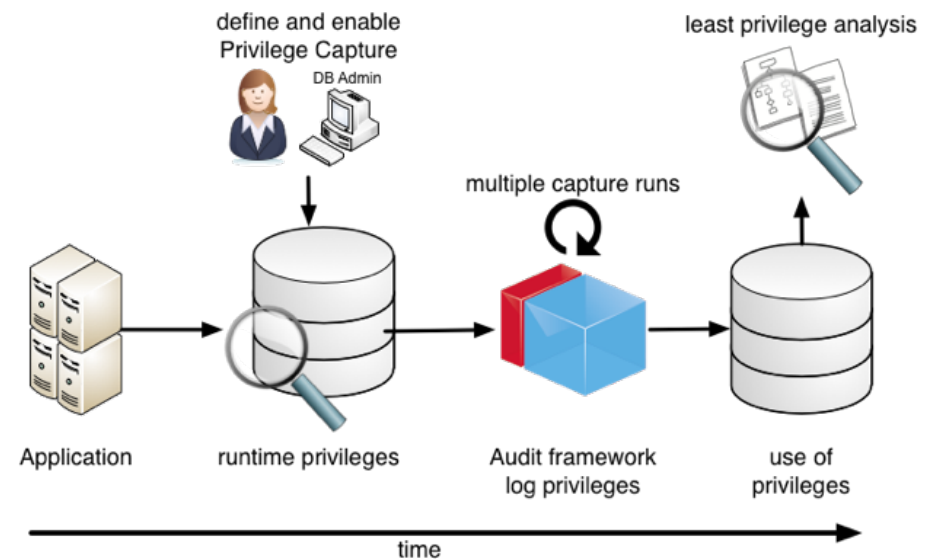 define and enable
Privilege Capture
DB Admin
least privilege analysis
multiple capture runs
Application
runtime privileges
Audit framework
log privileges
use of
privileges
time